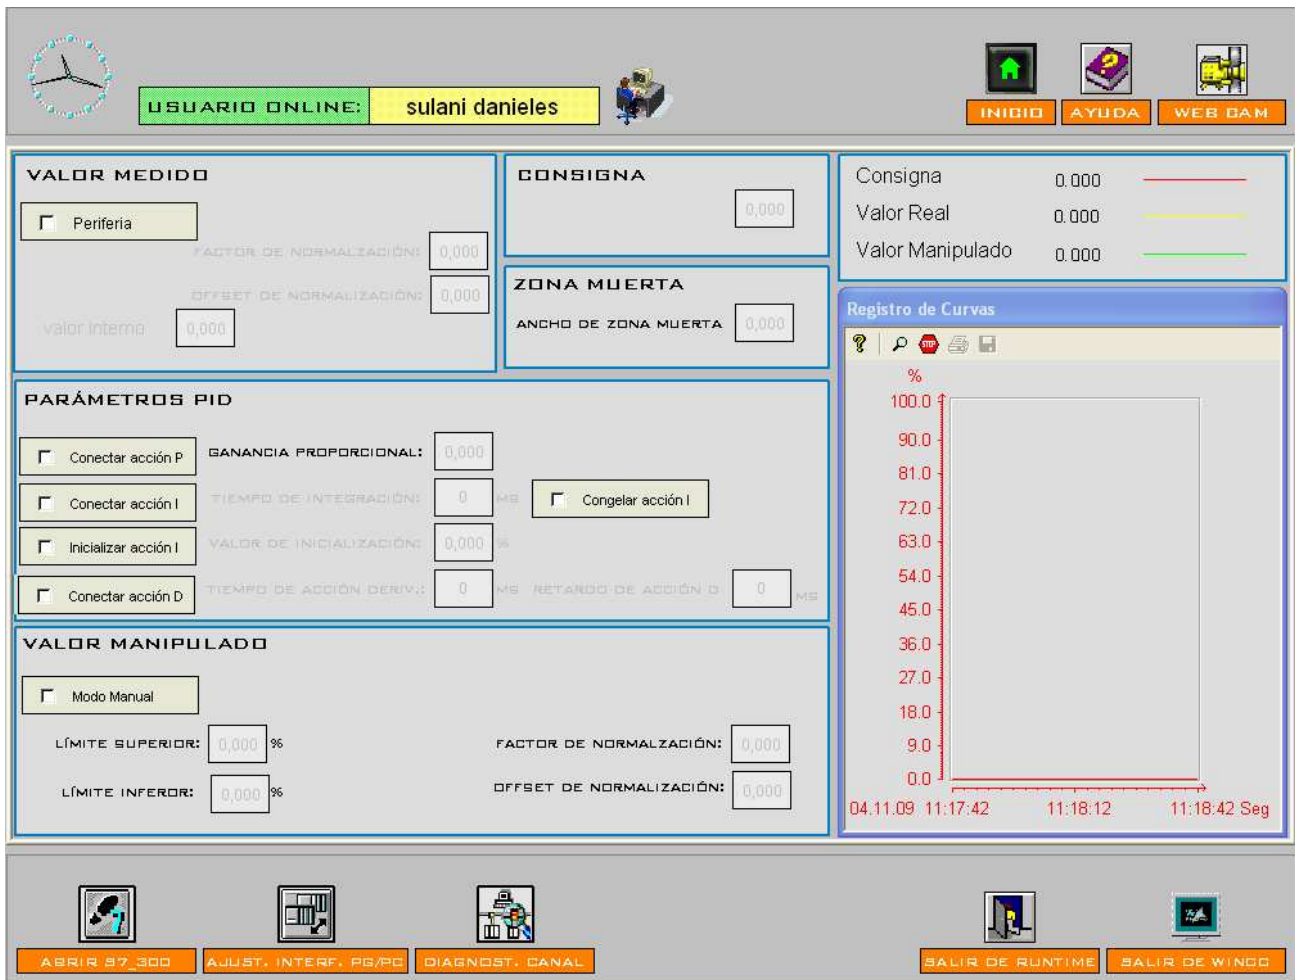 USUARIO ONLINE: sulani danieles
INICIO AYUDA WEB CAM
VALOR MEDIDO
Periferia
FACTOR DE NORMALZACIÓN: 0,000
OFFSET DE NORMALIZACIÓN: 0,000
Valor Interno 0,000
CONSIGNA
0,000
ZONA MUERTA
ANCHO DE ZONA MUERTA 0,000
Consigna 0.000
Valor Real 0.000
Valor Manipulado 0.000
Registro de Curvas
STOP
%
100.0
90.0
81.0
72.0
63.0
54.0
45.0
36.0
27.0
18.0
9.0
0.0
04.11.09 11:17:42 11:18:12 11:18:42 Seg
PARÁMETROS PID
Conectar acción P GANANCIA PROPORCIONAL: 0,000
Conectar acción I TIEMPO DE INTEGRACIÓN: 0 MS Congelar acción I
Inicializar acción I VALOR DE INICIALIZACIÓN: 0,000 %
Conectar acción D TIEMPO DE ACCIÓN DERIV.: 0 MS RETARDO DE ACCIÓN D: 0 MS
VALOR MANIPULADO
Modo Manual
LÍMITE SUPERIOR: 0,000 % FACTOR DE NORMALZACIÓN: 0,000
LÍMITE INFEROR: 0,000 % OFFSET DE NORMALIZACIÓN: 0,000
ABRIR S7_300 AJUST. INTERF. PG/PC DIAGNOST. CANAL SALIR DE RUNTIME SALIR DE WINCC